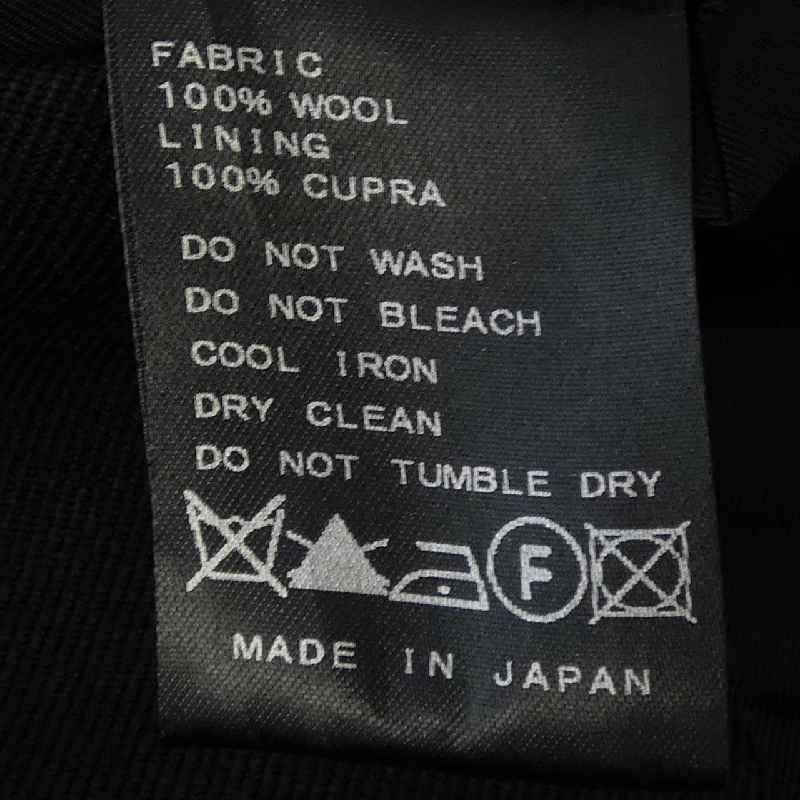 FABRIC
100% WOOL
LINING
100% CUPRA
DO NOT WASH
DO NOT BLEACH
COOL IRON
DRY CLEAN
DO NOT TUMBLE DRY
F
MADE IN JAPAN